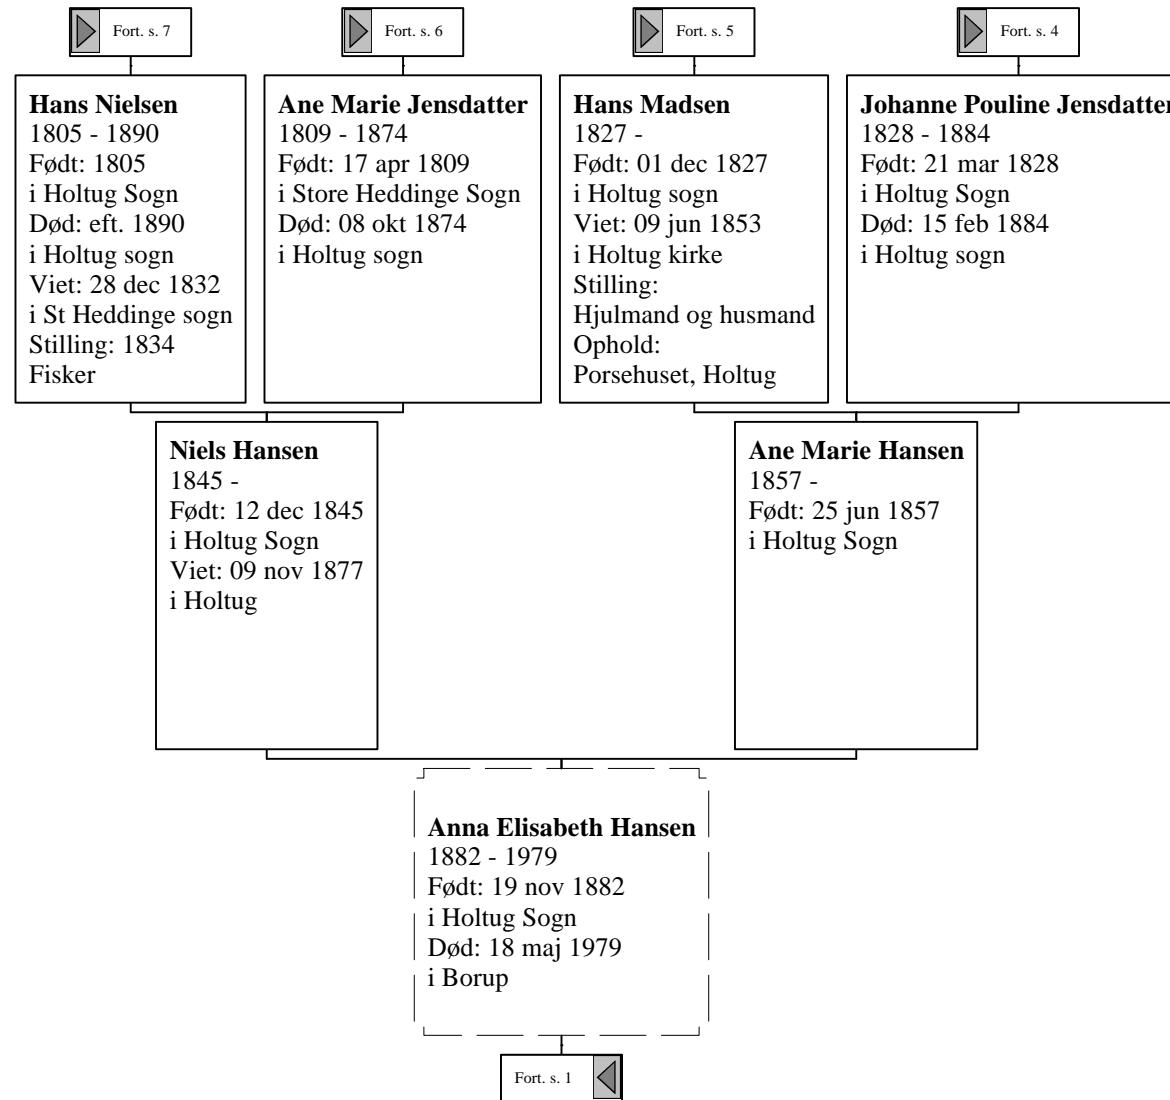 Fort. s. 7
Fort. s. 6
Fort. s. 5
Fort. s. 4
Hans Nielsen
1805 - 1890
Født: 1805
i Holtug Sogn
Død: eft. 1890
i Holtug sogn
Viet: 28 dec 1832
i St Heddinge sogn
Stilling: 1834
Fisker
Ane Marie Jensdatter
1809 - 1874
Født: 17 apr 1809
i Store Heddinge Sogn
Død: 08 okt 1874
i Holtug sogn
Hans Madsen
1827 -
Født: 01 dec 1827
i Holtug sogn
Viet: 09 jun 1853
i Holtug kirke
Stilling:
Hjulmand og husmand
Ophold:
Porsehuset, Holtug
Johanne Pouline Jensdatter
1828 - 1884
Født: 21 mar 1828
i Holtug Sogn
Død: 15 feb 1884
i Holtug sogn
Niels Hansen
1845 -
Født: 12 dec 1845
i Holtug Sogn
Viet: 09 nov 1877
i Holtug
Ane Marie Hansen
1857 -
Født: 25 jun 1857
i Holtug Sogn
Anna Elisabeth Hansen
1882 - 1979
Født: 19 nov 1882
i Holtug Sogn
Død: 18 maj 1979
i Borup
Fort. s. 1